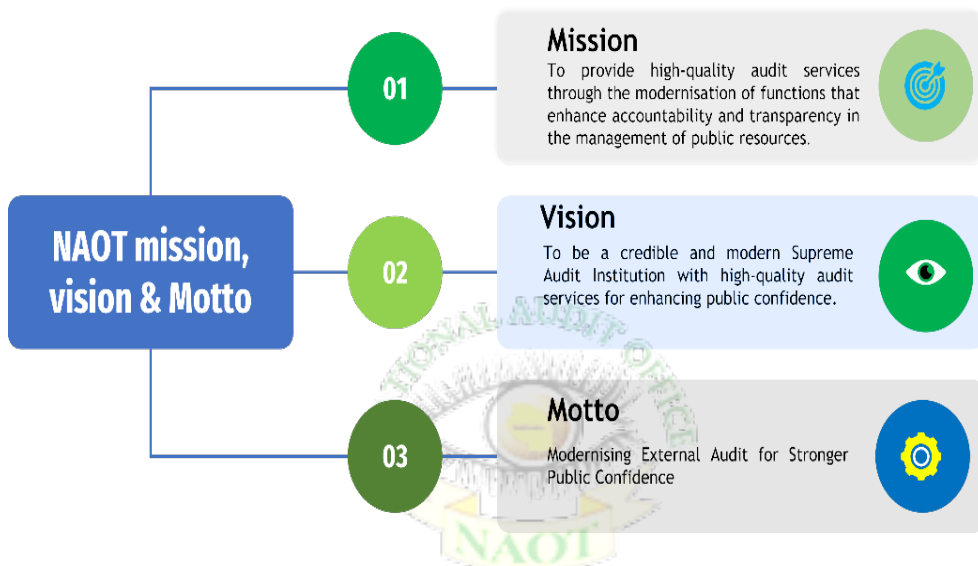 NAOT mission,
vision & Motto
01
Mission
To provide high-quality audit services
through the modernisation of functions that
enhance accountability and transparency in
the management of public resources.
02
Vision
To be a credible and modern Supreme
Audit Institution with high-quality audit
services for enhancing public confidence.
03
Motto
Modernising External Audit for Stronger
Public Confidence
NATIONAL AUDIT OFFICE
NAOT